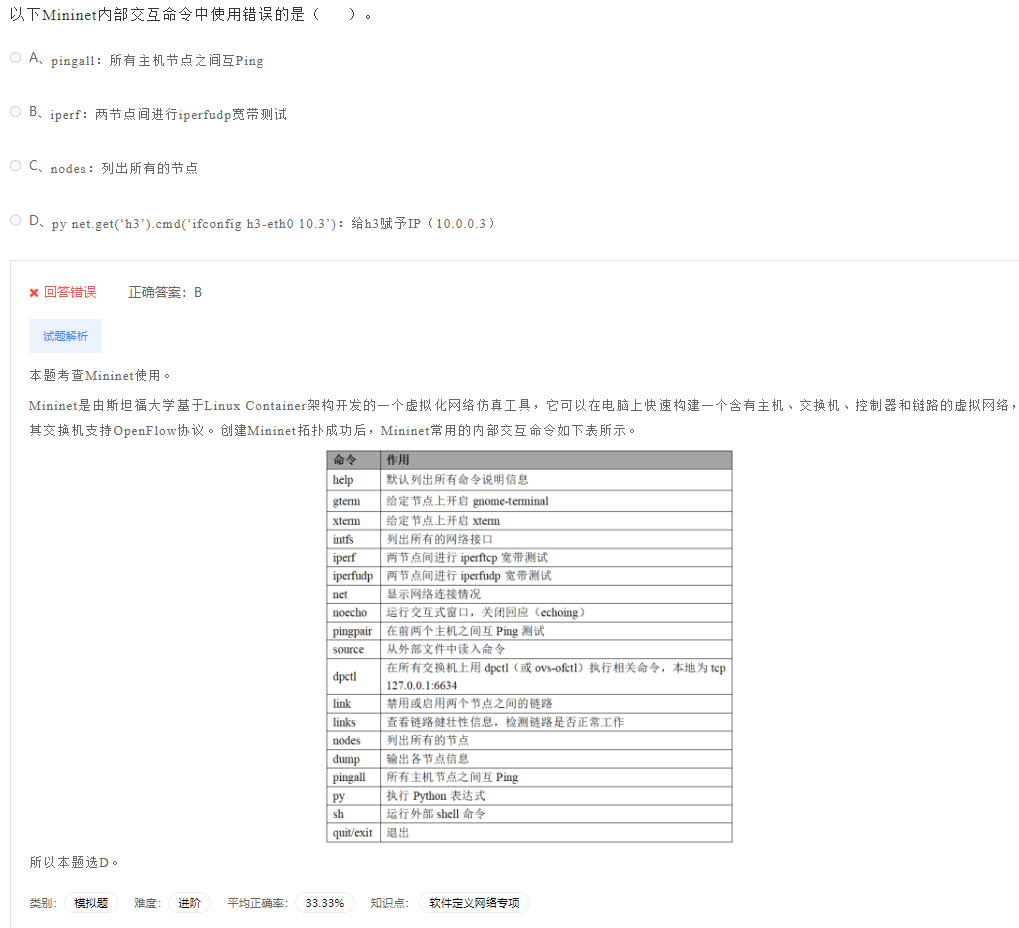 以下Mininet内部交互命令中使用错误的是（　　）。
A、pingall：所有主机节点之间互Ping
B、iperf：两节点间进行iperfudp宽带测试
C、nodes：列出所有的节点
D、py net.get(‘h3’).cmd(‘ifconfig h3-eth0 10.3’)：给h3赋予IP（10.0.0.3）
回答错误 正确答案：B
试题解析
本题考查Mininet使用。
Mininet是由斯坦福大学基于Linux Container架构开发的一个虚拟化网络仿真工具，它可以在电脑上快速构建一个含有主机、交换机、控制器和链路的虚拟网络，
其交换机支持OpenFlow协议。创建Mininet拓扑成功后，Mininet常用的内部交互命令如下表所示。
命令 作用
help 默认列出所有命令说明信息
gterm 给定节点上开启 gnome-terminal
xterm 给定节点上开启 xterm
intfs 列出所有的网络接口
iperf 两节点间进行 iperftcp 宽带测试
iperfudp 两节点间进行 iperfudp 宽带测试
net 显示网络连接情况
noecho 运行交互式窗口，关闭回应（echoing）
pingpair 在前两个主机之间互 Ping 测试
source 从外部文件中读入命令
dpctl 在所有交换机上用 dpctl（或 ovs-ofctl）执行相关命令，本地为 tcp
127.0.0.1:6634
link 禁用或启用两个节点之间的链路
links 查看链路健壮性信息，检测链路是否正常工作
nodes 列出所有的节点
dump 输出各节点信息
pingall 所有主机节点之间互 Ping
py 执行 Python 表达式
sh 运行外部 shell 命令
quit/exit 退出
所以本题选D。
类别： 模拟题 难度： 进阶 平均正确率： 33.33% 知识点： 软件定义网络专项